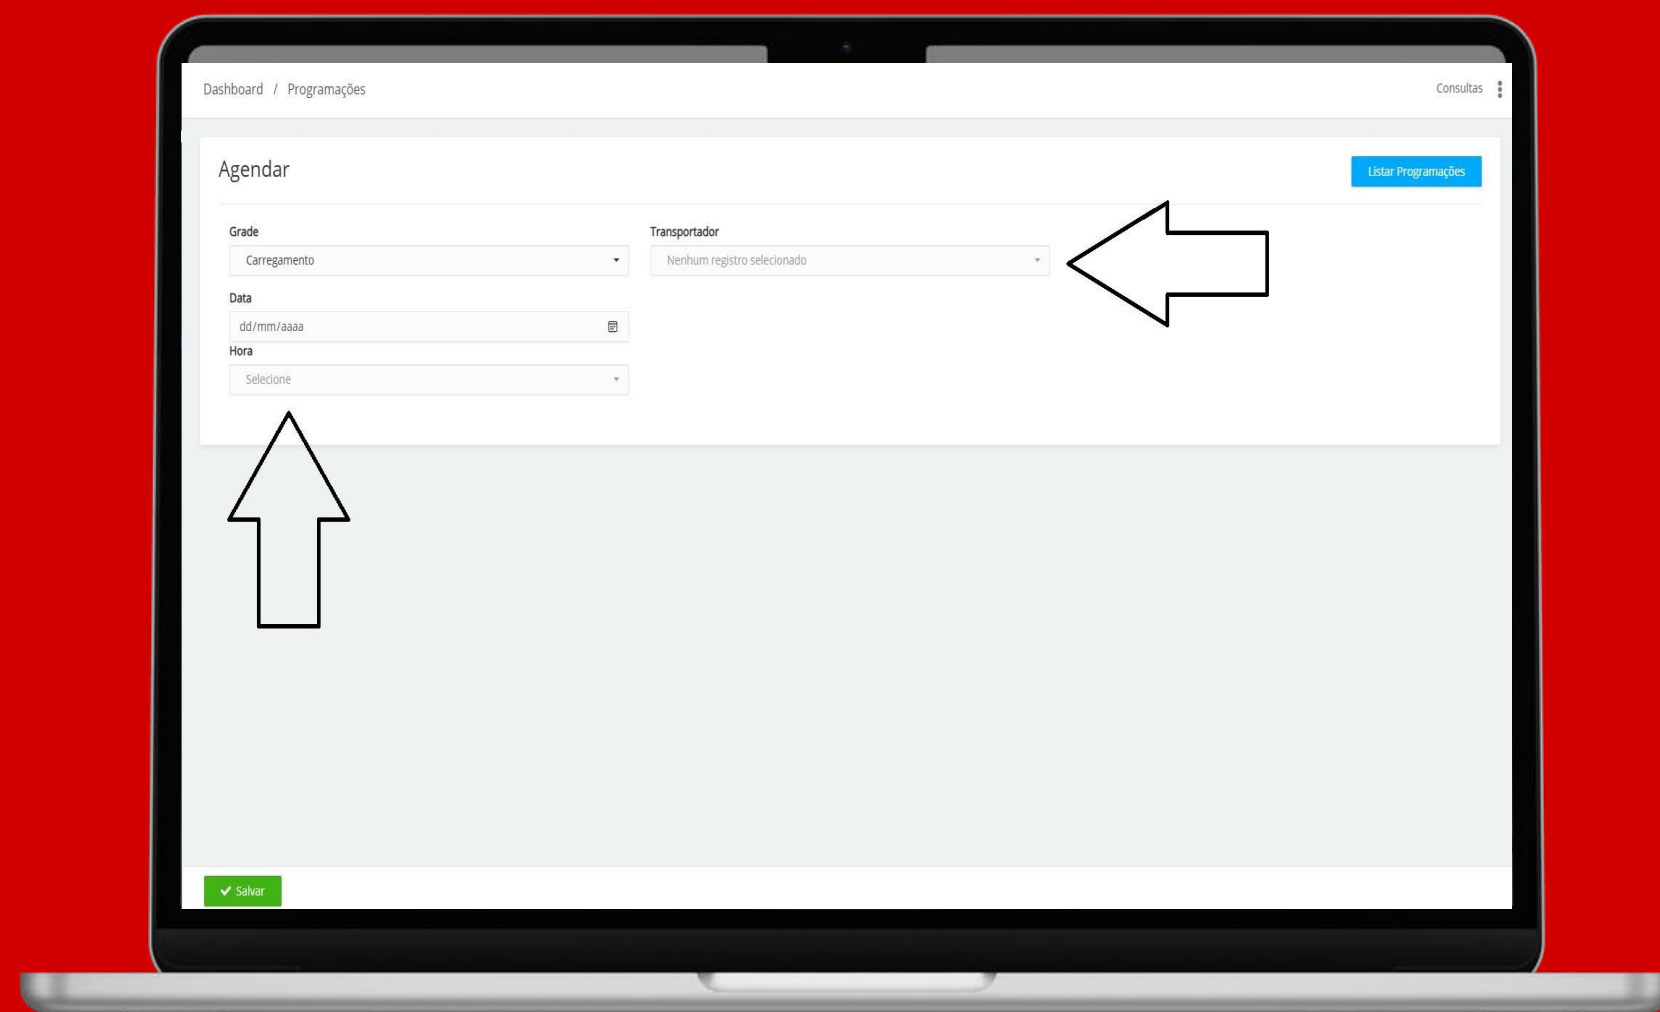 Dashboard / Programações
Consultas
Agendar
Listar Programações
Grade
Transportador
Carregamento
Nenhum registro selecionado
Data
dd/mm/aaaa
Hora
Selecione
Salvar